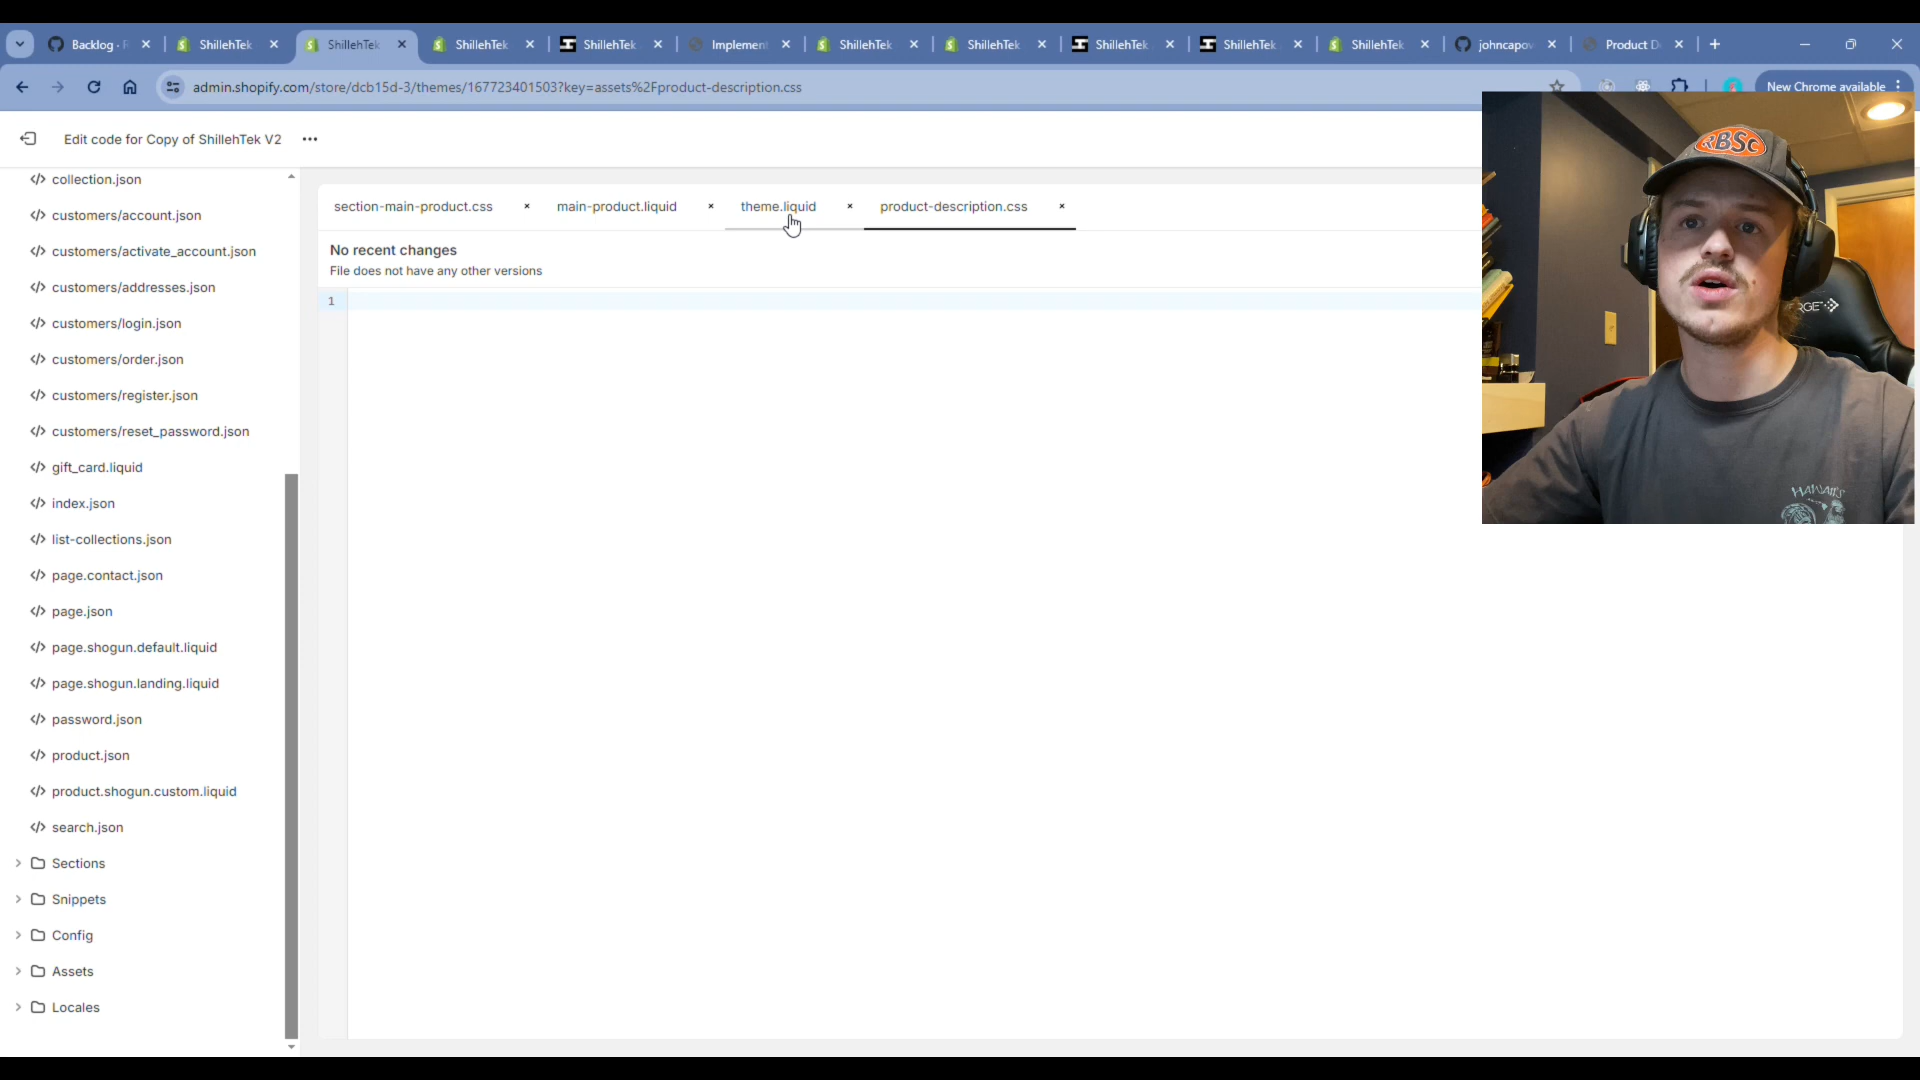 Backlog · F
ShillehTek
ShillehTek
ShillehTek
ShillehTek
Implemen
ShillehTek
ShillehTek
ShillehTek
ShillehTek
ShillehTek
johncapov
Product D
admin.shopify.com/store/dcb15d-3/themes/167723401503?key=assets%2Fproduct-description.css
New Chrome available
Edit code for Copy of ShillehTek V2
collection.json
customers/account.json
customers/activate_account.json
customers/addresses.json
customers/login.json
customers/order.json
customers/register.json
customers/reset_password.json
gift_card.liquid
index.json
list-collections.json
page.contact.json
page.json
page.shogun.default.liquid
page.shogun.landing.liquid
password.json
product.json
product.shogun.custom.liquid
search.json
Sections
Snippets
Config
Assets
Locales
section-main-product.css
main-product.liquid
theme.liquid
product-description.css
No recent changes
File does not have any other versions
1
RBSC
RGE
HAWAII'S